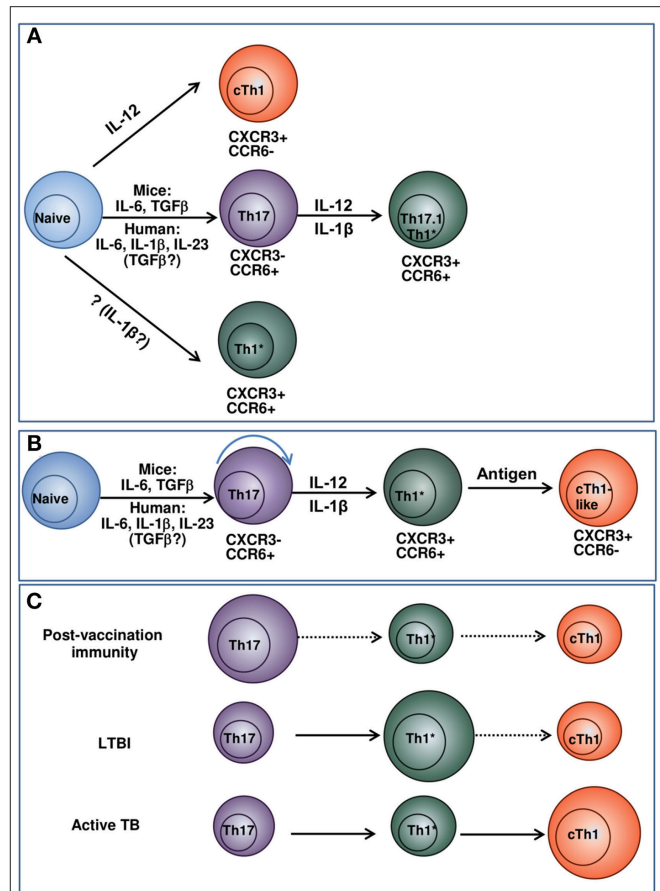 A
IL-12
cTh1
CXCR3+
CCR6-
Naive
Mice:
IL-6, TGFβ
Human:
IL-6, IL-1β, IL-23
(TGFβ?)
Th17
CXCR3-
CCR6+
IL-12
IL-1β
Th17.1
Th1*
CXCR3+
CCR6+
? (IL-1β?)
Th1*
CXCR3+
CCR6+
B
Naive
Mice:
IL-6, TGFβ
Human:
IL-6, IL-1β, IL-23
(TGFβ?)
Th17
CXCR3-
CCR6+
IL-12
IL-1β
Th1*
CXCR3+
CCR6+
Antigen
cTh1-
like
CXCR3+
CCR6-
C
Post-vaccination
immunity
Th17
Th1*
cTh1
LTBI
Th17
Th1*
cTh1
Active TB
Th17
Th1*
cTh1